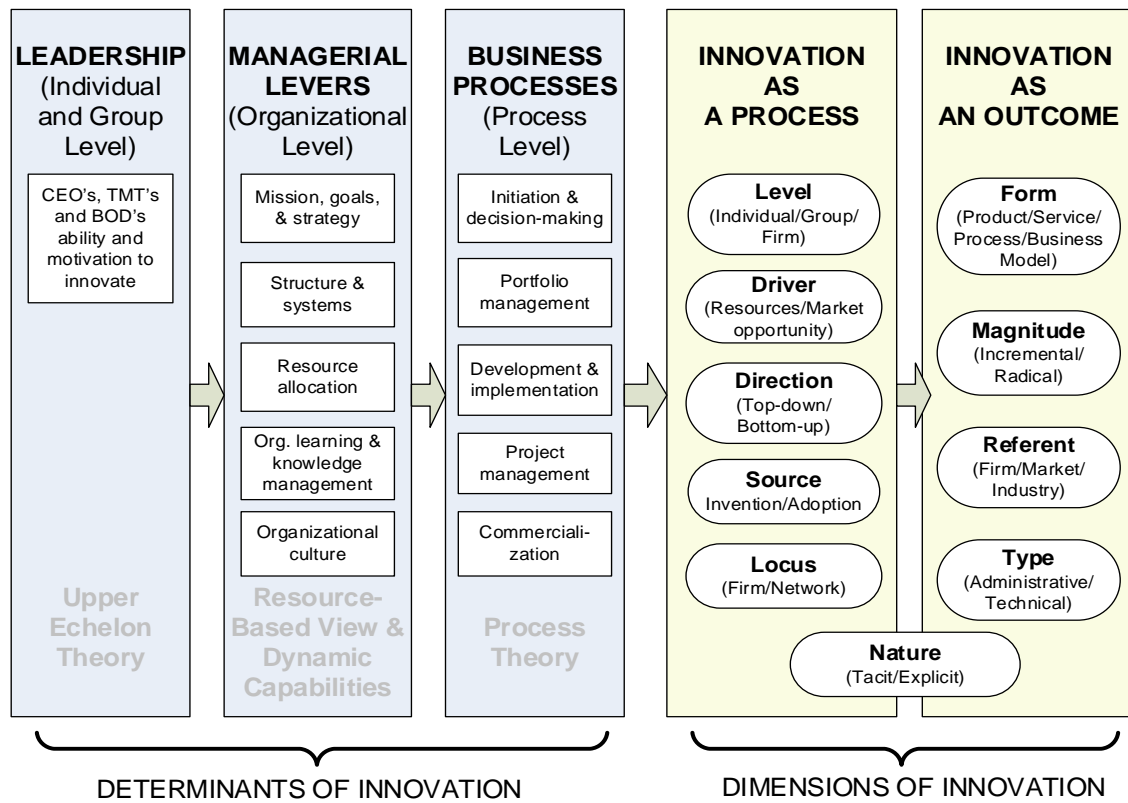 LEADERSHIP
(Individual
and Group
Level)
CEO's, TMT's
and BOD's
ability and
motivation to
innovate
Upper
Echelon
Theory
MANAGERIAL
LEVERS
(Organizational
Level)
Mission, goals,
& strategy
Structure &
systems
Resource
allocation
Org. learning &
knowledge
management
Organizational
culture
Resource-
Based View &
Dynamic
Capabilities
BUSINESS
PROCESSES
(Process
Level)
Initiation &
decision-making
Portfolio
management
Development &
implementation
Project
management
Commerciali-
zation
Process
Theory
INNOVATION
AS
A PROCESS
Level
(Individual/Group/
Firm)
Driver
(Resources/Market
opportunity)
Direction
(Top-down/
Bottom-up)
Source
Invention/Adoption
Locus
(Firm/Network)
INNOVATION
AS
AN OUTCOME
Form
(Product/Service/
Process/Business
Model)
Magnitude
(Incremental/
Radical)
Referent
(Firm/Market/
Industry)
Type
(Administrative/
Technical)
Nature
(Tacit/Explicit)
DETERMINANTS OF INNOVATION
DIMENSIONS OF INNOVATION